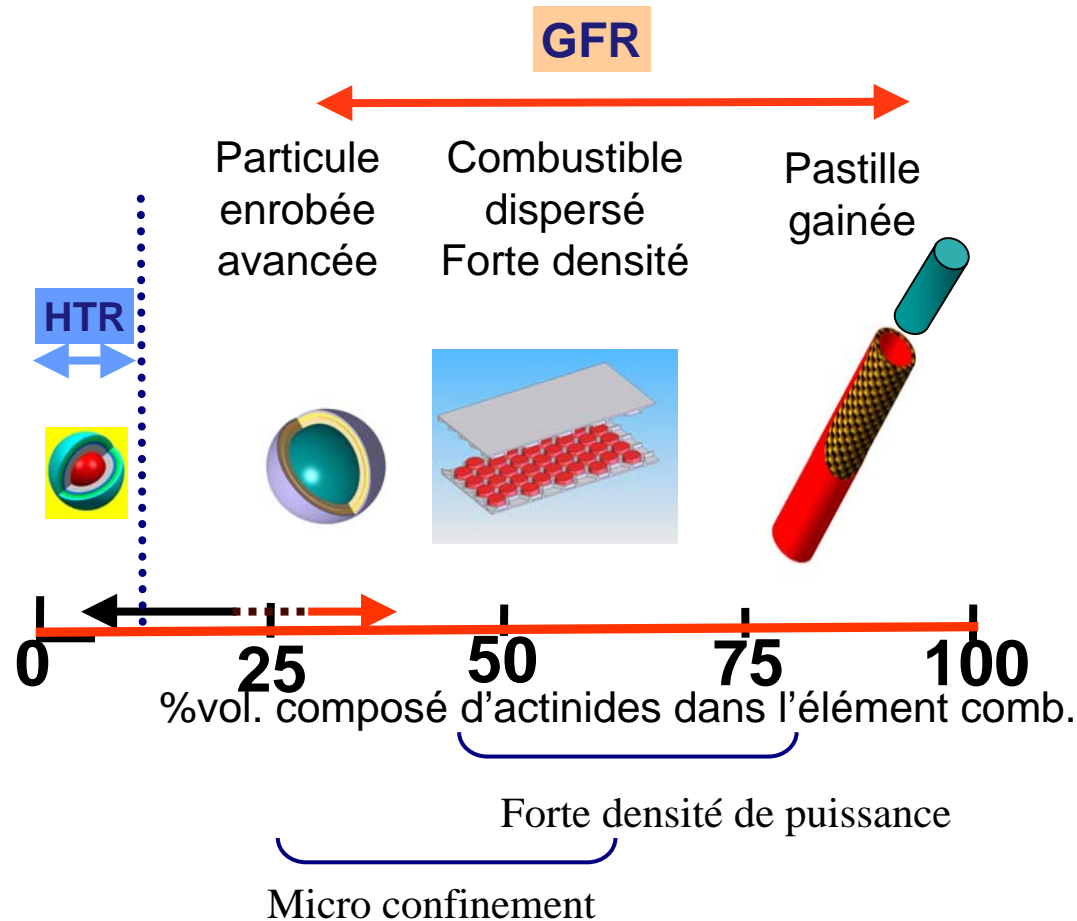 GFR
Particule
enrobée
avancée
Combustible
dispersé
Forte densité
Pastille
gainée
HTR
0 25 50 75 100
%vol. composé d’actinides dans l’élément comb.
Forte densité de puissance
Micro confinement